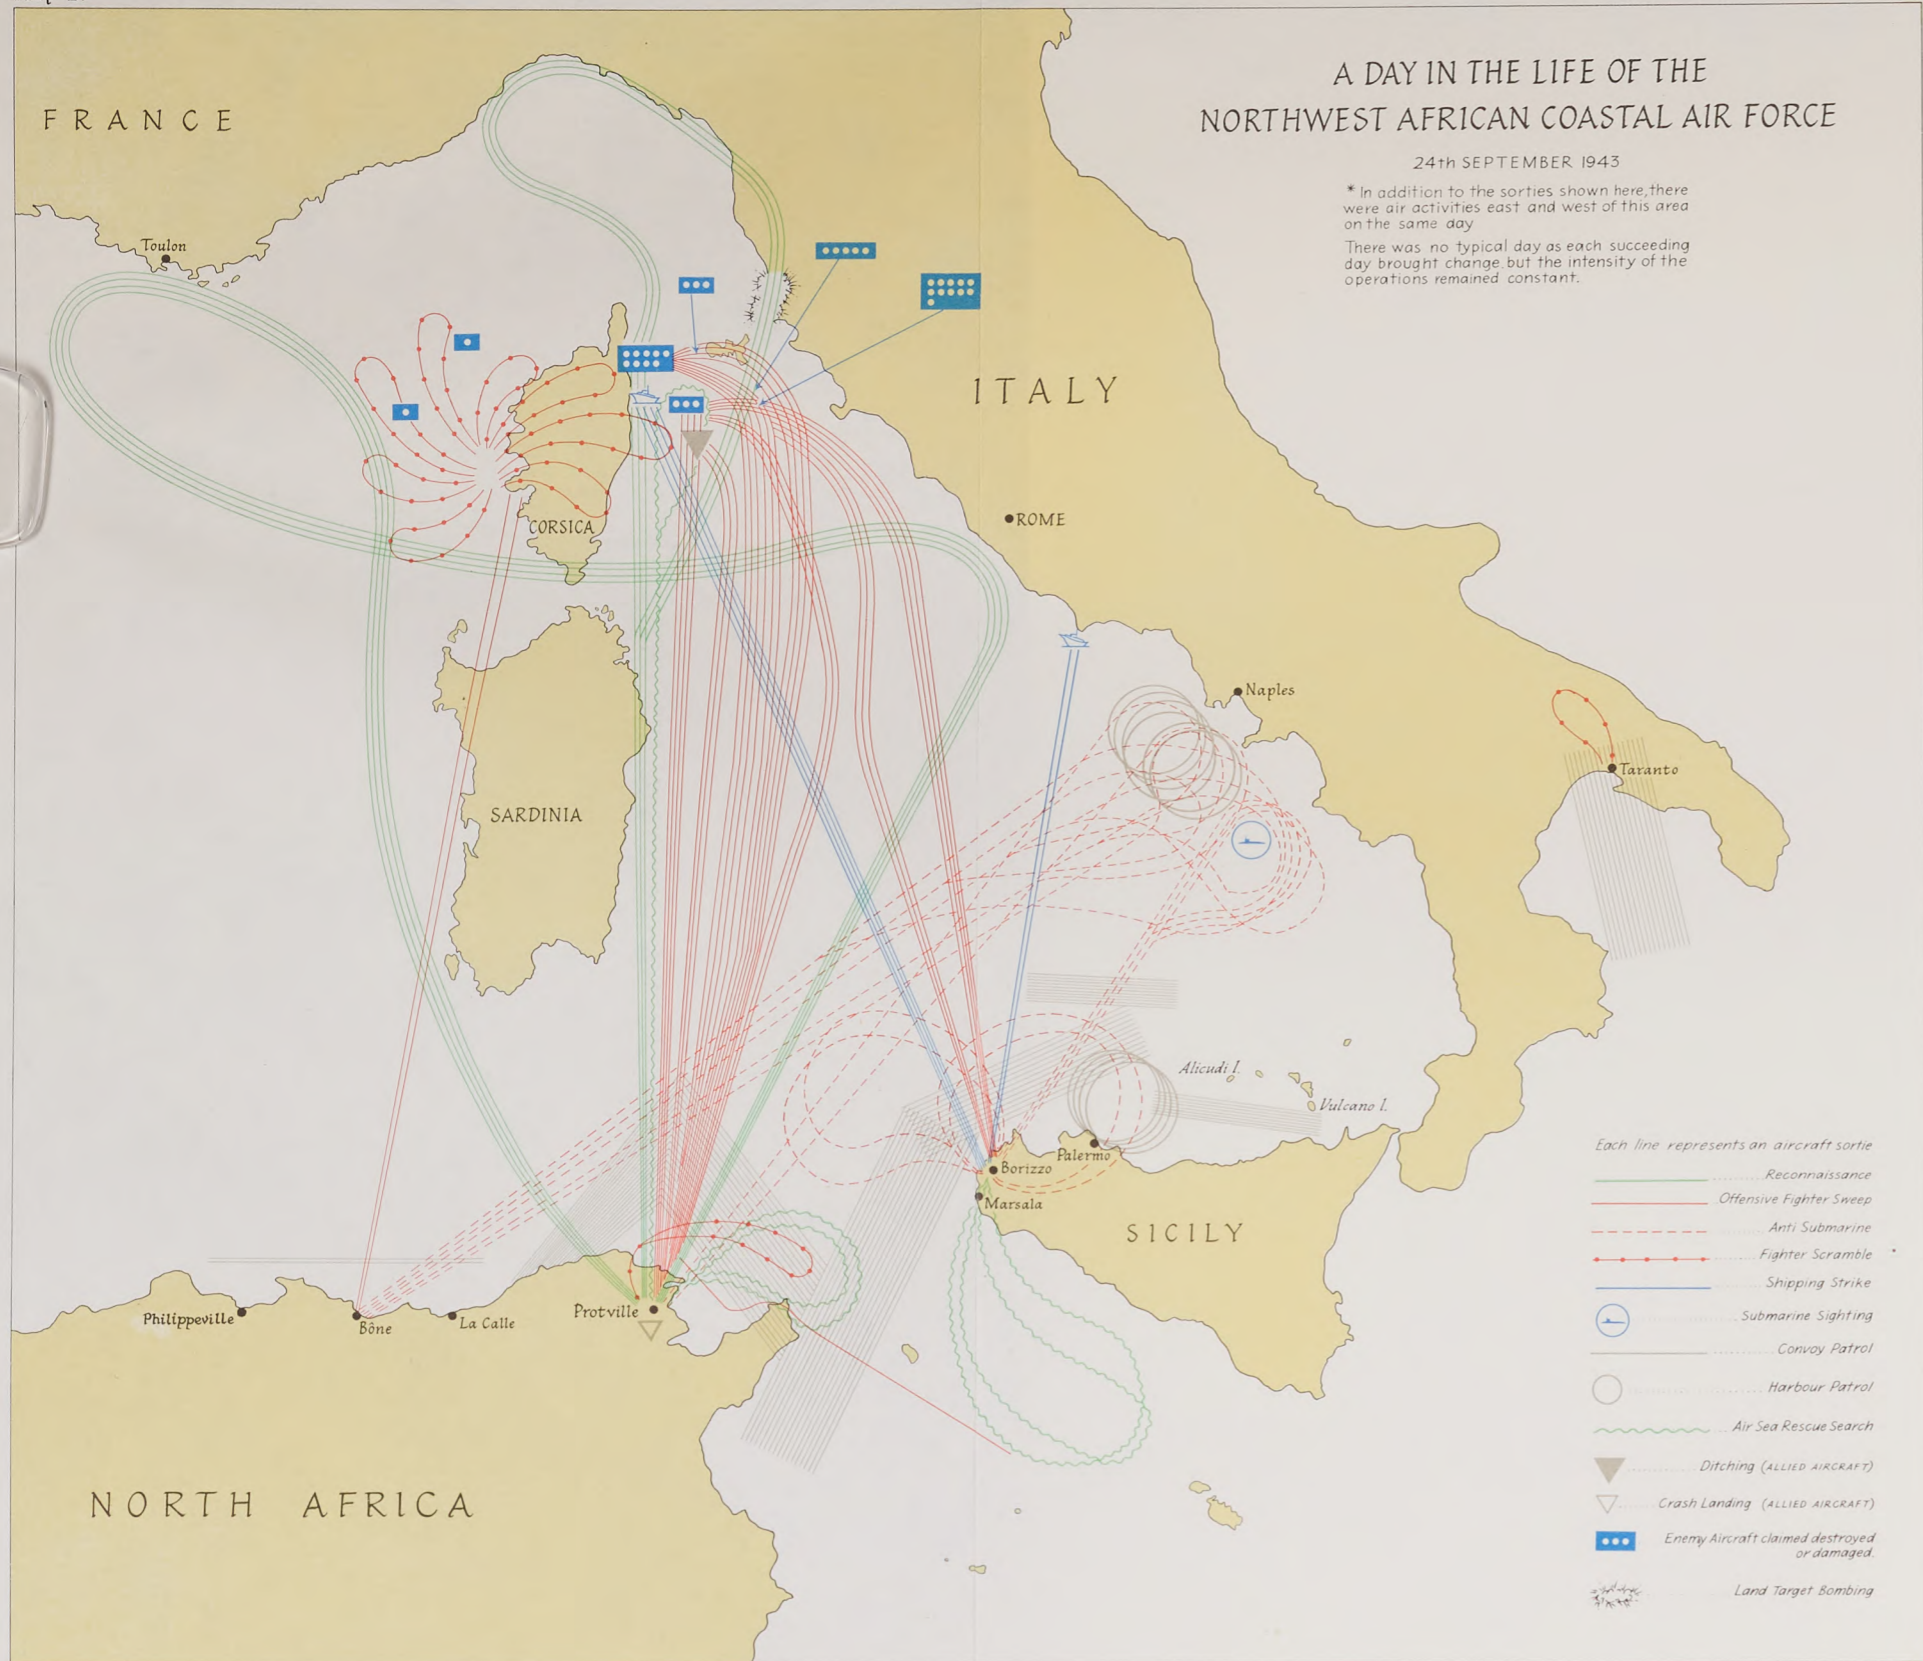 A DAY IN THE LIFE OF THE
NORTHWEST AFRICAN COASTAL AIR FORCE
24th SEPTEMBER 1943
* In addition to the sorties shown here, there
were air activities east and west of this area
on the same day
There was no typical day as each succeeding
day brought change, but the intensity of the
operations remained constant.
FRANCE
Toulon
ITALY
CORSICA
ROME
Naples
Taranto
SARDINIA
Alicudi I.
Vulcano I.
Palermo
Borizzo
Marsala
SICILY
Philippeville
Bône
La Calle
Protville
NORTH AFRICA
Each line represents an aircraft sortie
Reconnaissance
Offensive Fighter Sweep
Anti Submarine
Fighter Scramble
Shipping Strike
Submarine Sighting
Convoy Patrol
Harbour Patrol
Air Sea Rescue Search
Ditching (ALLIED AIRCRAFT)
Crash Landing (ALLIED AIRCRAFT)
Enemy Aircraft claimed destroyed
or damaged.
Land Target Bombing